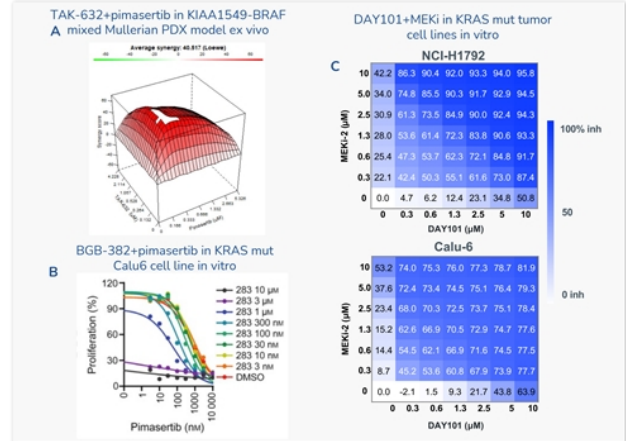 TAK-632+pimasertib in KIAA1549-BRAF
A mixed Mullerian PDX model ex vivo
Average synergy: 40.817 (Loewe)
Synergy score
BGB-382+pimasertib in KRAS mut
Calu6 cell line in vitro
B
120
90
60
30
0
Proliferation (%)
0 1 10 100 1000 10 000
Pimasertib (nM)
283 10 µM
283 3 µM
283 1 µM
283 300 nM
283 100 nM
283 30 nM
283 10 nM
283 3 nM
DMSO
DAY101+MEKi in KRAS mut tumor
cell lines in vitro
C
NCI-H1792
MEKi-2 (µM)
10 42.2 86.3 90.4 92.0 93.3 94.0 95.8
5.0 34.0 74.8 85.5 90.3 91.7 92.9 94.5
2.5 30.9 61.3 73.5 84.9 90.0 92.4 94.3
1.3 28.0 53.6 61.4 72.3 83.8 90.6 93.3
0.6 25.4 47.3 53.7 62.3 72.1 84.8 91.7
0.3 22.1 42.4 50.3 55.1 61.6 73.0 87.4
0 0.0 4.7 6.2 12.4 23.1 34.8 50.8
0 0.3 0.6 1.3 2.5 5 10
DAY101 (µM)
100% inh
50
0 inh
Calu-6
MEKi-2 (µM)
10 53.2 74.0 75.3 76.0 77.3 78.7 81.9
5.0 37.6 72.4 73.4 74.5 75.1 76.4 79.3
2.5 23.4 68.0 70.3 72.5 73.7 75.1 78.4
1.3 15.2 62.6 66.9 70.5 72.9 74.7 77.6
0.6 14.4 54.5 62.1 66.9 71.6 74.5 77.5
0.3 8.7 45.2 53.6 60.8 67.9 73.9 77.7
0 0.0 -2.1 1.5 9.3 21.7 43.8 63.9
0 0.3 0.6 1.3 2.5 5 10
DAY101 (µM)